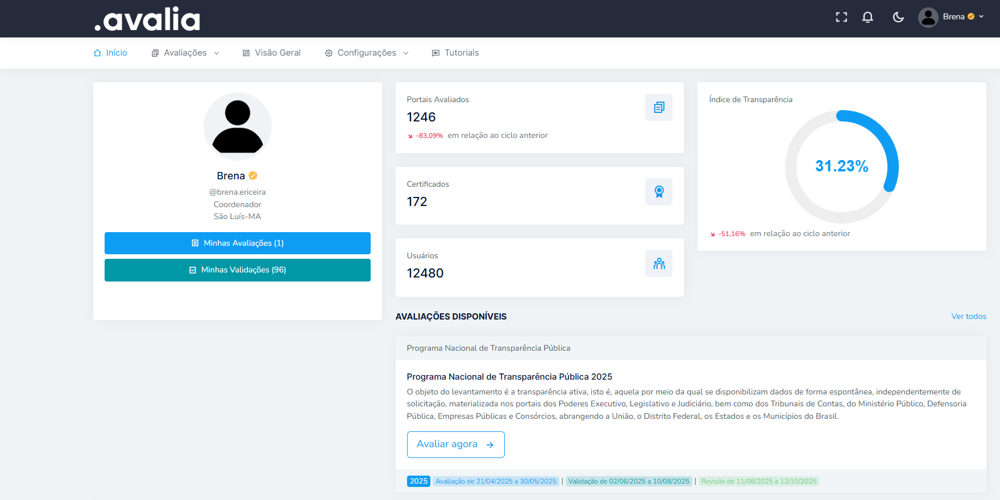 .avalia
Brena
Início
Avaliações
Visão Geral
Configurações
Tutoriais
Brena
@brena.ericeira
Coordenador
São Luís-MA
Minhas Avaliações (1)
Minhas Validações (96)
Portais Avaliados
1246
-83,09% em relação ao ciclo anterior
Certificados
172
Usuários
12480
Índice de Transparência
31.23%
-51,16% em relação ao ciclo anterior
AVALIAÇÕES DISPONÍVEIS
Ver todos
Programa Nacional de Transparência Pública
Programa Nacional de Transparência Pública 2025
O objeto do levantamento é a transparência ativa, isto é, aquela por meio da qual se disponibilizam dados de forma espontânea, independentemente de
solicitação, materializada nos portais dos Poderes Executivo, Legislativo e Judiciário, bem como dos Tribunais de Contas, do Ministério Público, Defensoria
Pública, Empresas Públicas e Consórcios, abrangendo a União, o Distrito Federal, os Estados e os Municípios do Brasil.
Avaliar agora
2025 Avaliação de 21/04/2025 a 30/05/2025 | Validação de 02/06/2025 a 10/08/2025 | Revisão de 11/08/2025 a 12/10/2025